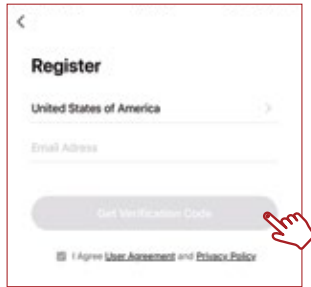 Register
United States of America
Email Adress
Get Verification Code
I Agree User Agreement and Privacy Policy